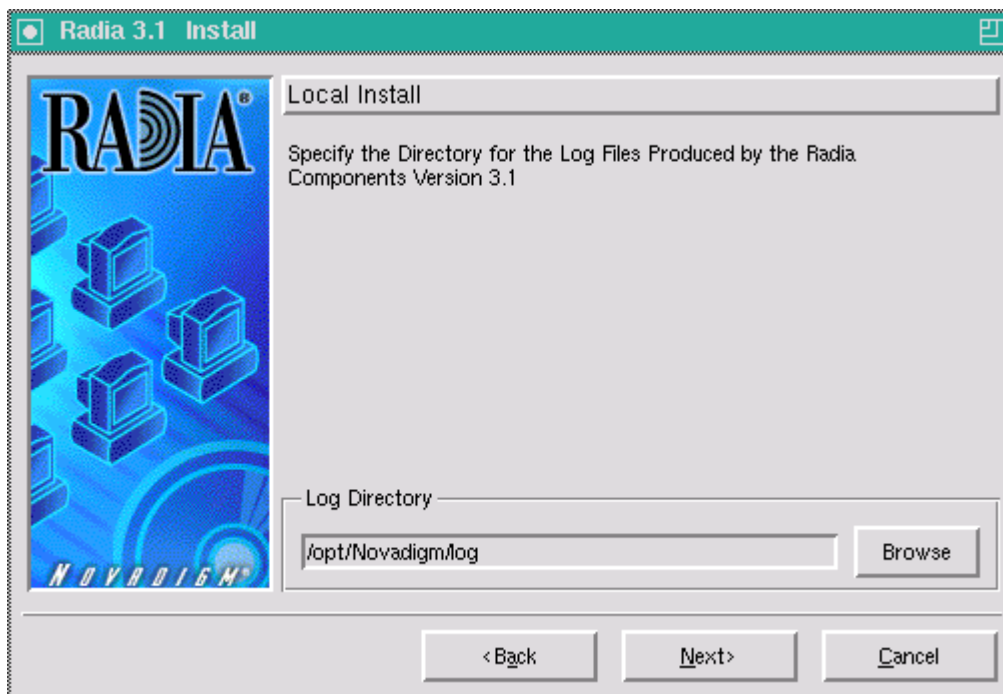 Radia 3.1 Install
RADIA®
Local Install
Specify the Directory for the Log Files Produced by the Radia
Components Version 3.1
Log Directory
/opt/Novadigm/log
Browse
NOVADIGM®
<Back
Next>
Cancel